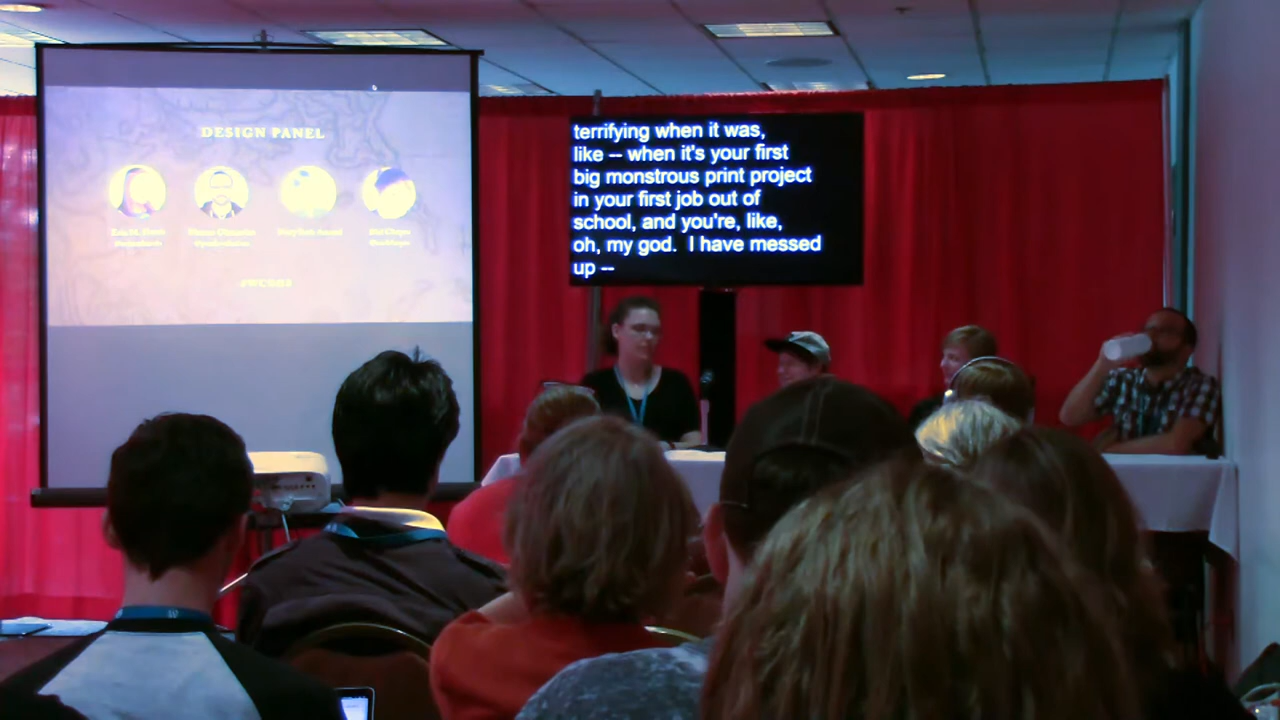 DESIGN PANEL
terrifying when it was,
like -- when it's your first
big monstrous print project
in your first job out of
school, and you're, like,
oh, my god. I have messed
up --